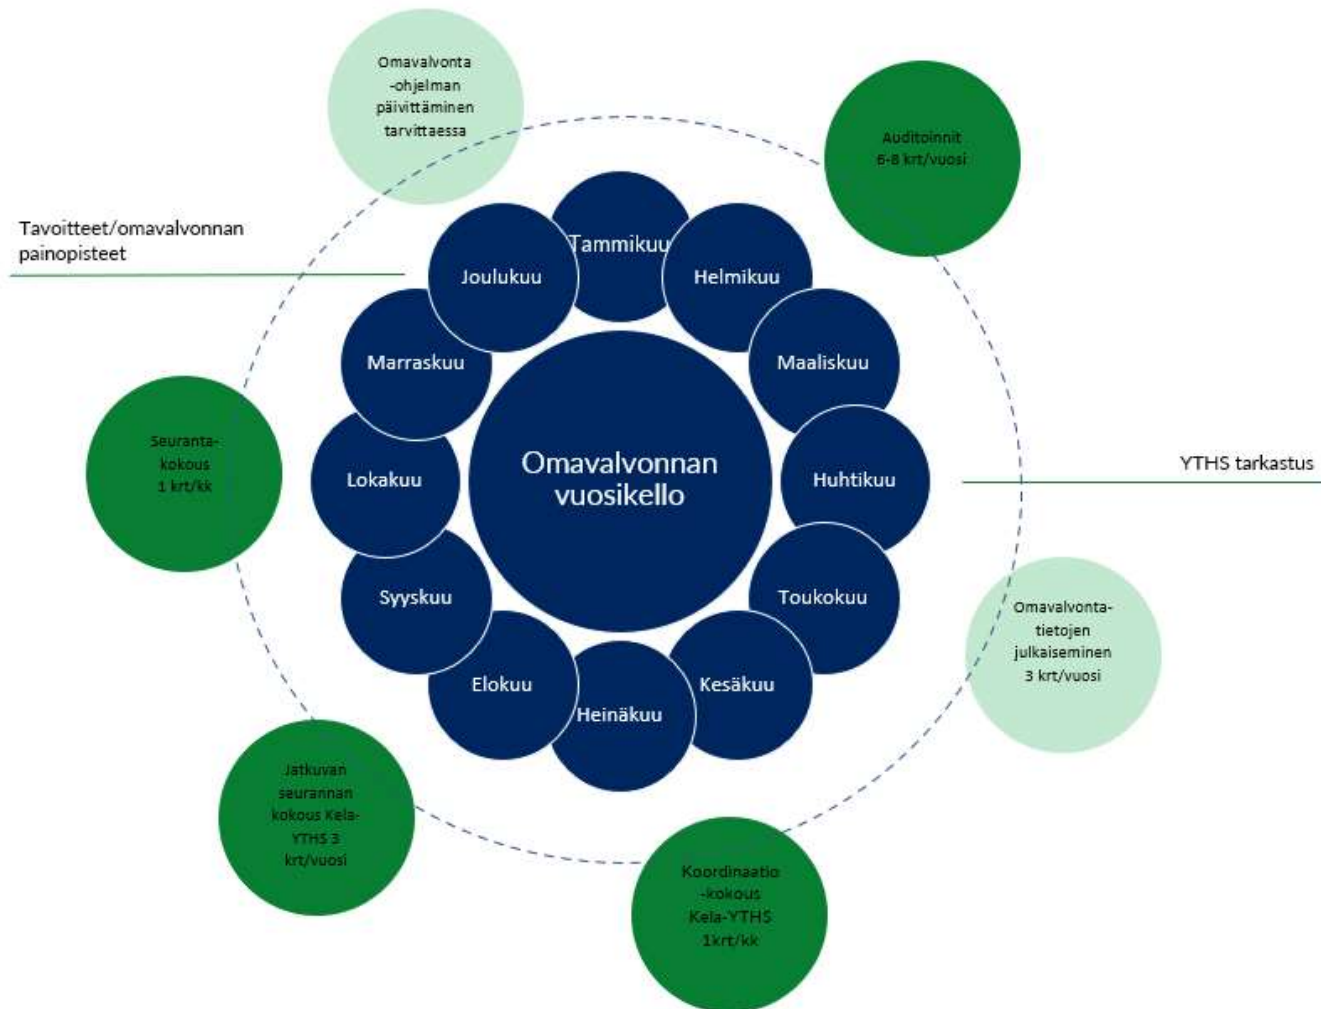 Omavalvonta
-ohjelman
päivittäminen
tarvittaessa
Auditoinnit
6-8 krt/vuosi
Tavoitteet/omavalvonnan
painopisteet
Tammikuu
Joulukuu
Helmikuu
Marraskuu
Maaliskuu
Seuranta-
kokous
1 krt/kk
Lokakuu
Omavalvonnan
vuosikello
Huhtikuu
YTHS tarkastus
Syyskuu
Toukokuu
Omavalvonta-
tietojen
julkaiseminen
3 krt/vuosi
Elokuu
Heinäkuu
Kesäkuu
Jatkuvan
seurannan
kokous Kela-
YTHS 3
krt/vuosi
Koordinaatio
-kokous
Kela-YTHS
1krt/kk